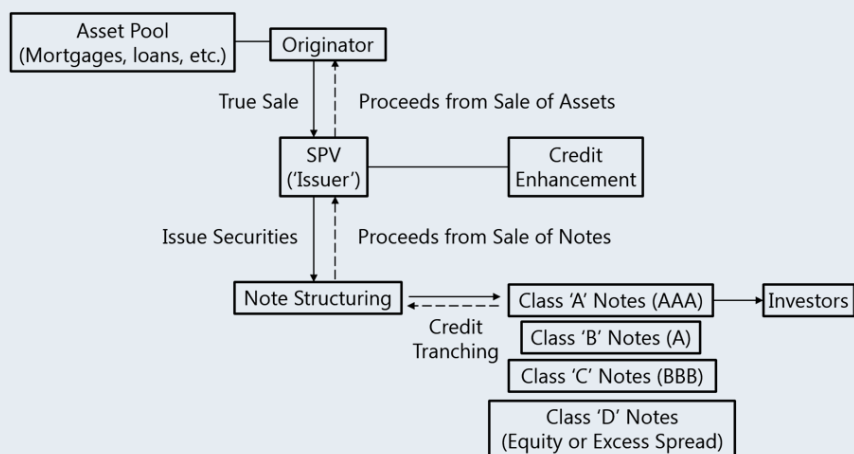 Asset Pool
(Mortgages, loans, etc.)
Originator
True Sale
Proceeds from Sale of Assets
SPV
('Issuer')
Credit
Enhancement
Issue Securities
Proceeds from Sale of Notes
Note Structuring
Credit
Tranching
Class 'A' Notes (AAA)
Investors
Class 'B' Notes (A)
Class 'C' Notes (BBB)
Class 'D' Notes
(Equity or Excess Spread)